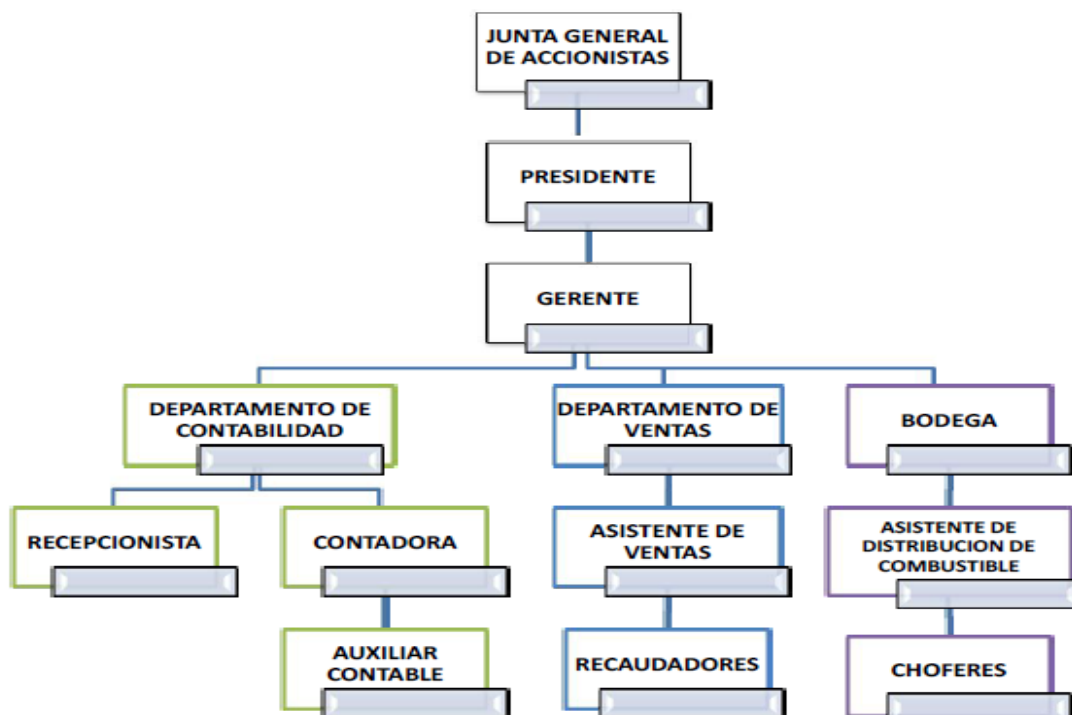 JUNTA GENERAL
DE ACCIONISTAS
PRESIDENTE
GERENTE
DEPARTAMENTO DE
CONTABILIDAD
DEPARTAMENTO DE
VENTAS
BODEGA
RECEPCIONISTA
CONTADORA
ASISTENTE DE
VENTAS
ASISTENTE DE
DISTRIBUCION DE
COMBUSTIBLE
AUXILIAR
CONTABLE
RECAUDADORES
CHOFERES